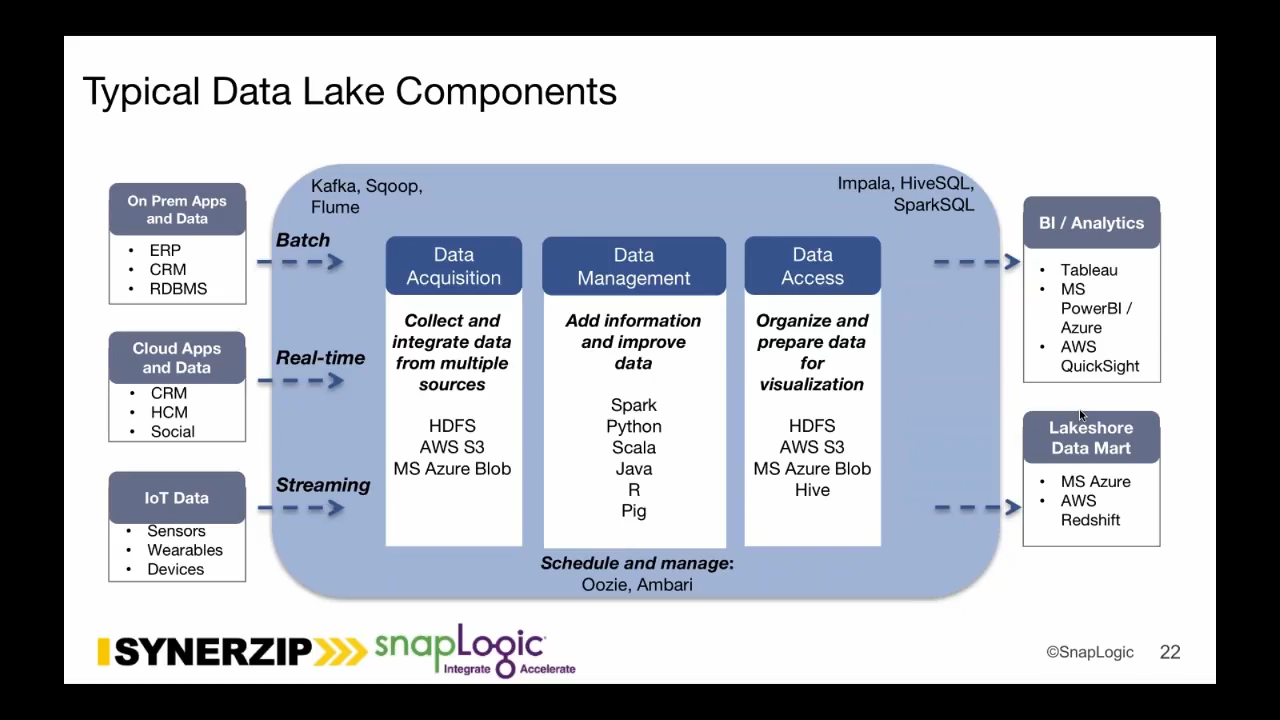 Typical Data Lake Components
On Prem Apps
and Data
• ERP
• CRM
• RDBMS
Cloud Apps
and Data
• CRM
• HCM
• Social
IoT Data
• Sensors
• Wearables
• Devices
Kafka, Sqoop,
Flume
Batch
Real-time
Streaming
Data
Acquisition
Collect and
integrate data
from multiple
sources
HDFS
AWS S3
MS Azure Blob
Data
Management
Add information
and improve
data
Spark
Python
Scala
Java
R
Pig
Data
Access
Organize and
prepare data
for
visualization
HDFS
AWS S3
MS Azure Blob
Hive
Impala, HiveSQL,
SparkSQL
Schedule and manage:
Oozie, Ambari
BI / Analytics
• Tableau
• MS
PowerBI /
Azure
• AWS
QuickSight
Lakeshore
Data Mart
• MS Azure
• AWS
Redshift
SYNERZIP
snapLogic
Integrate Accelerate
©SnapLogic 22